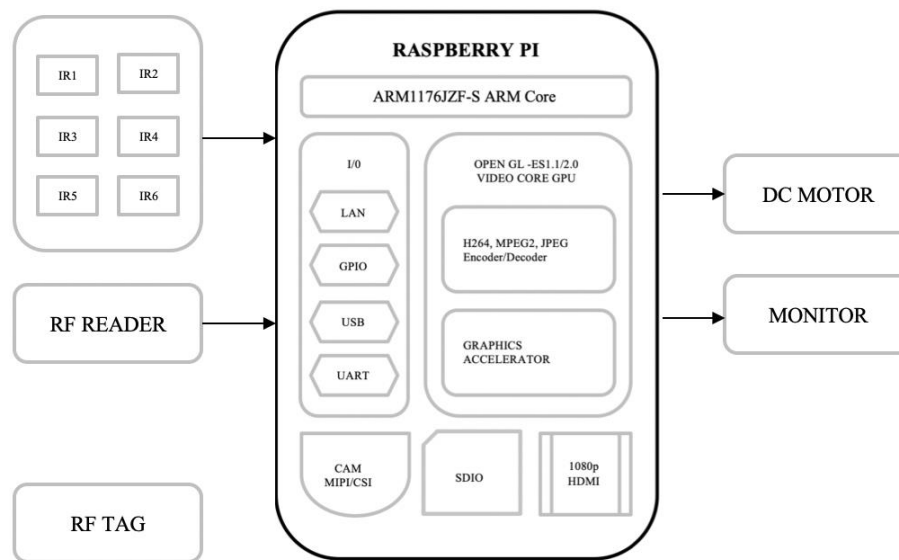 IR1
IR2
IR3
IR4
IR5
IR6
RF READER
RF TAG
RASPBERRY PI
ARM1176JZF-S ARM Core
I/0
LAN
GPIO
USB
UART
OPEN GL -ES1.1/2.0
VIDEO CORE GPU
H264, MPEG2, JPEG
Encoder/Decoder
GRAPHICS
ACCELERATOR
CAM
MIPI/CSI
SDIO
1080p
HDMI
DC MOTOR
MONITOR